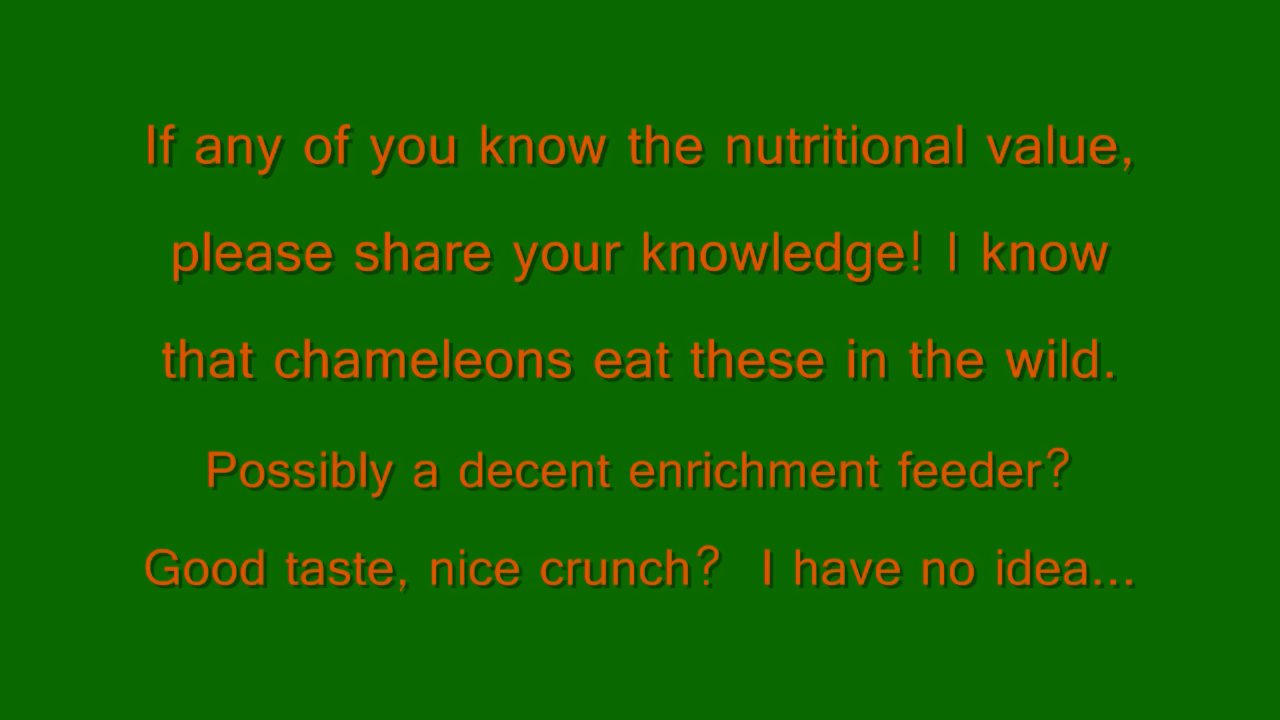 If any of you know the nutritional value,
please share your knowledge! I know
that chameleons eat these in the wild.
Possibly a decent enrichment feeder?
Good taste, nice crunch?  I have no idea...